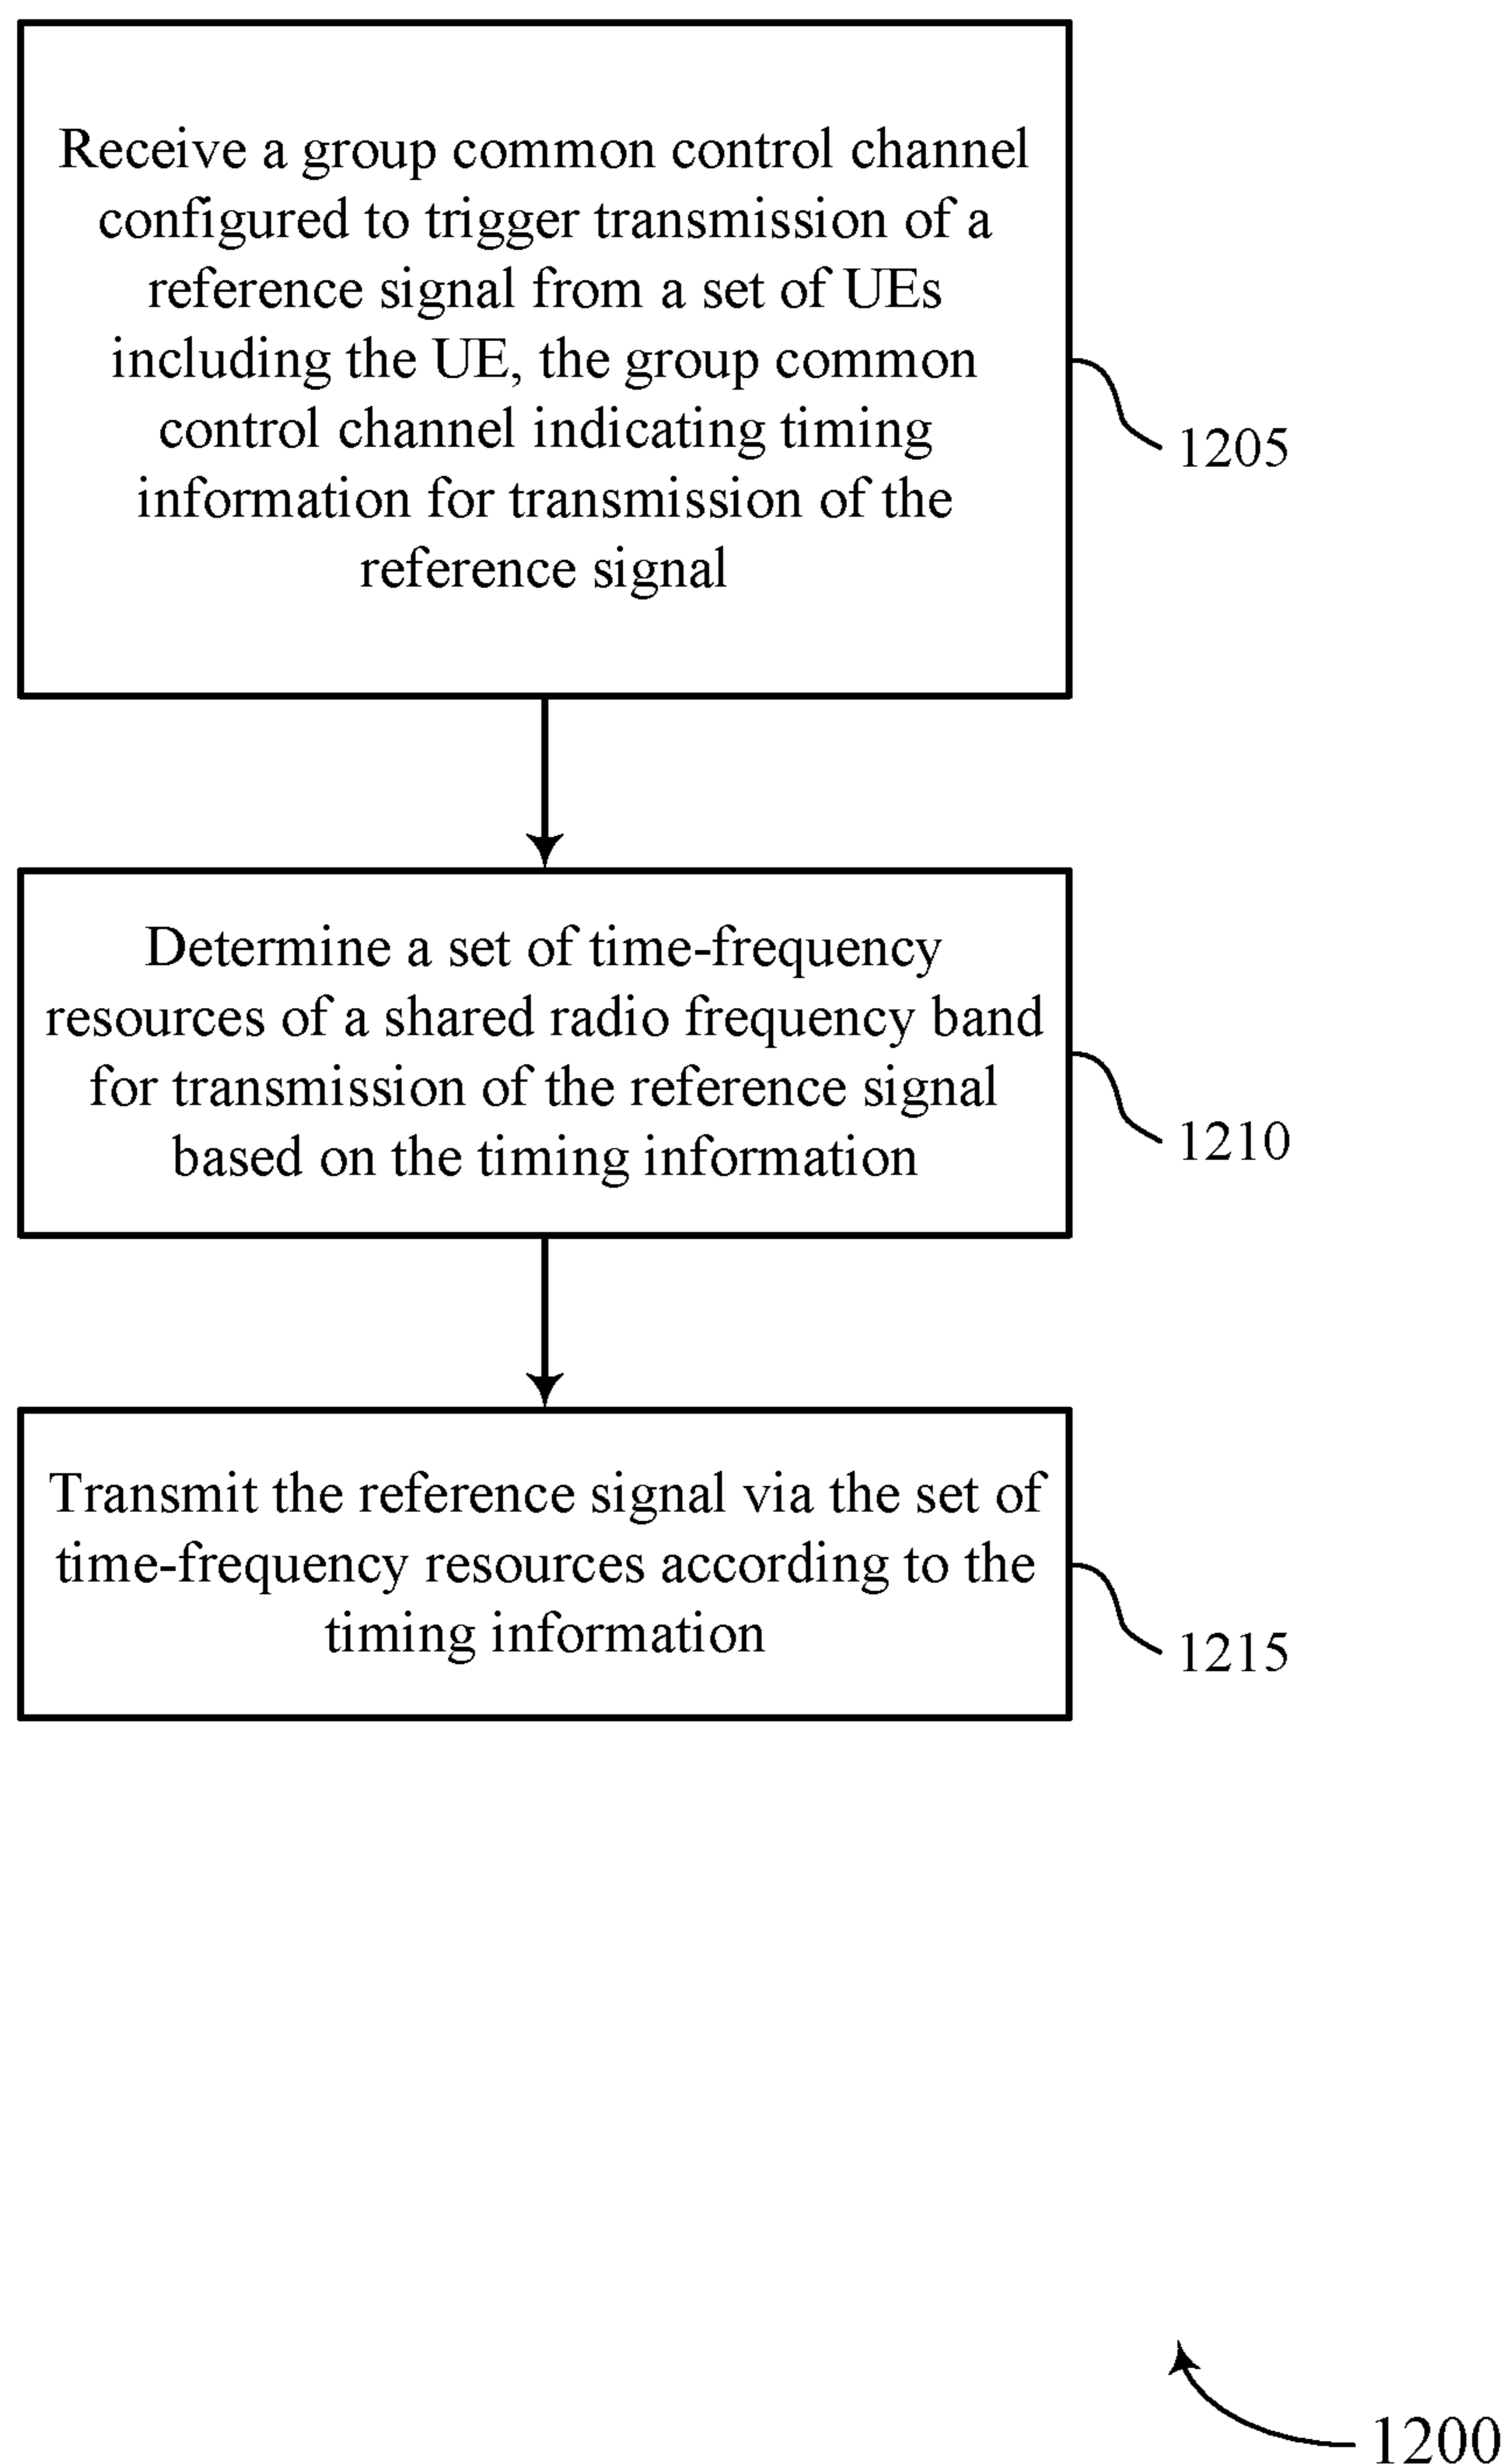 Receive a group common control channel
configured to trigger transmission of a
reference signal from a set of UEs
including the UE, the group common
control channel indicating timing
information for transmission of the
reference signal
1205
Determine a set of time-frequency
resources of a shared radio frequency band
for transmission of the reference signal
based on the timing information
1210
Transmit the reference signal via the set of
time-frequency resources according to the
timing information
1215
1200